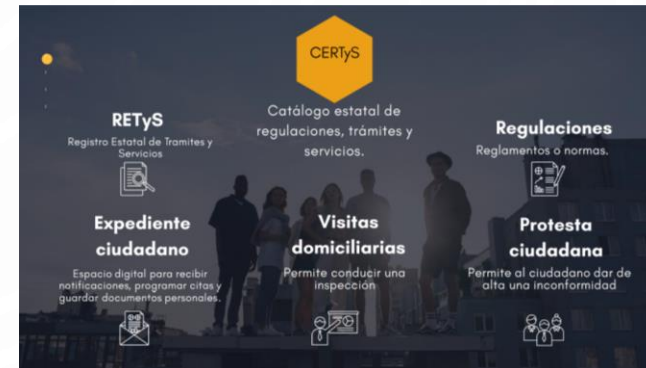 CERTyS
Catálogo estatal de
regulaciones, trámites y
servicios.
RETyS
Registro Estatal de Tramites y
Servicios
Regulaciones
Reglamentos o normas.
Expediente
ciudadano
Espacio digital para recibir
notificaciones, programar citas y
guardar documentos personales.
Visitas
domiciliarias
Permite conducir una
inspección
Protesta
ciudadana
Permite al ciudadano dar de
alta una inconformidad